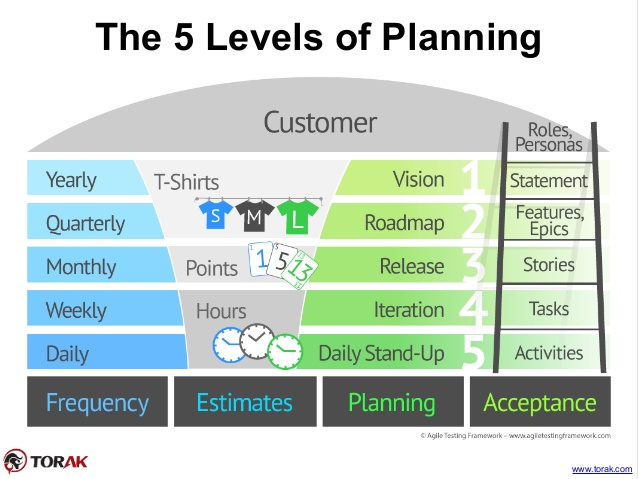 The 5 Levels of Planning
Customer
Roles,
Personas
Yearly
T-Shirts
S
M
L
Vision
1
Statement
Quarterly
Roadmap
2
Features,
Epics
Monthly
Points
1
5
13
Release
3
Stories
Weekly
Hours
Iteration
4
Tasks
Daily
Daily Stand-Up
5
Activities
Frequency
Estimates
Planning
Acceptance
© Agile Testing Framework – www.agiletestingframework.com
TORAK
www.torak.com